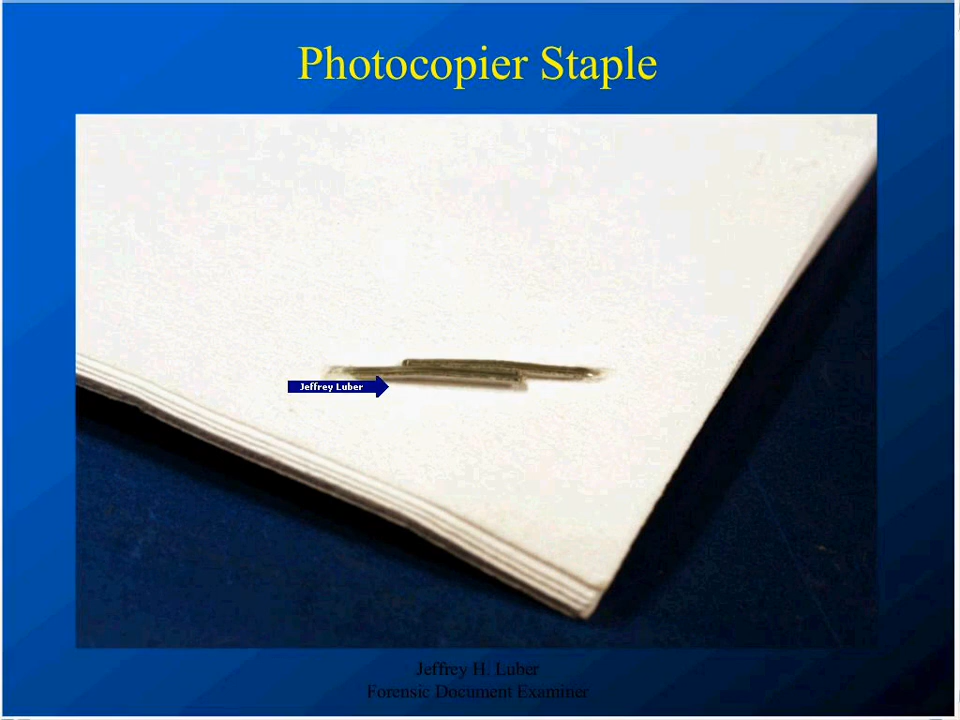 Photocopier Staple
Jeffrey Luber
Jeffrey H. Luber
Forensic Document Examiner